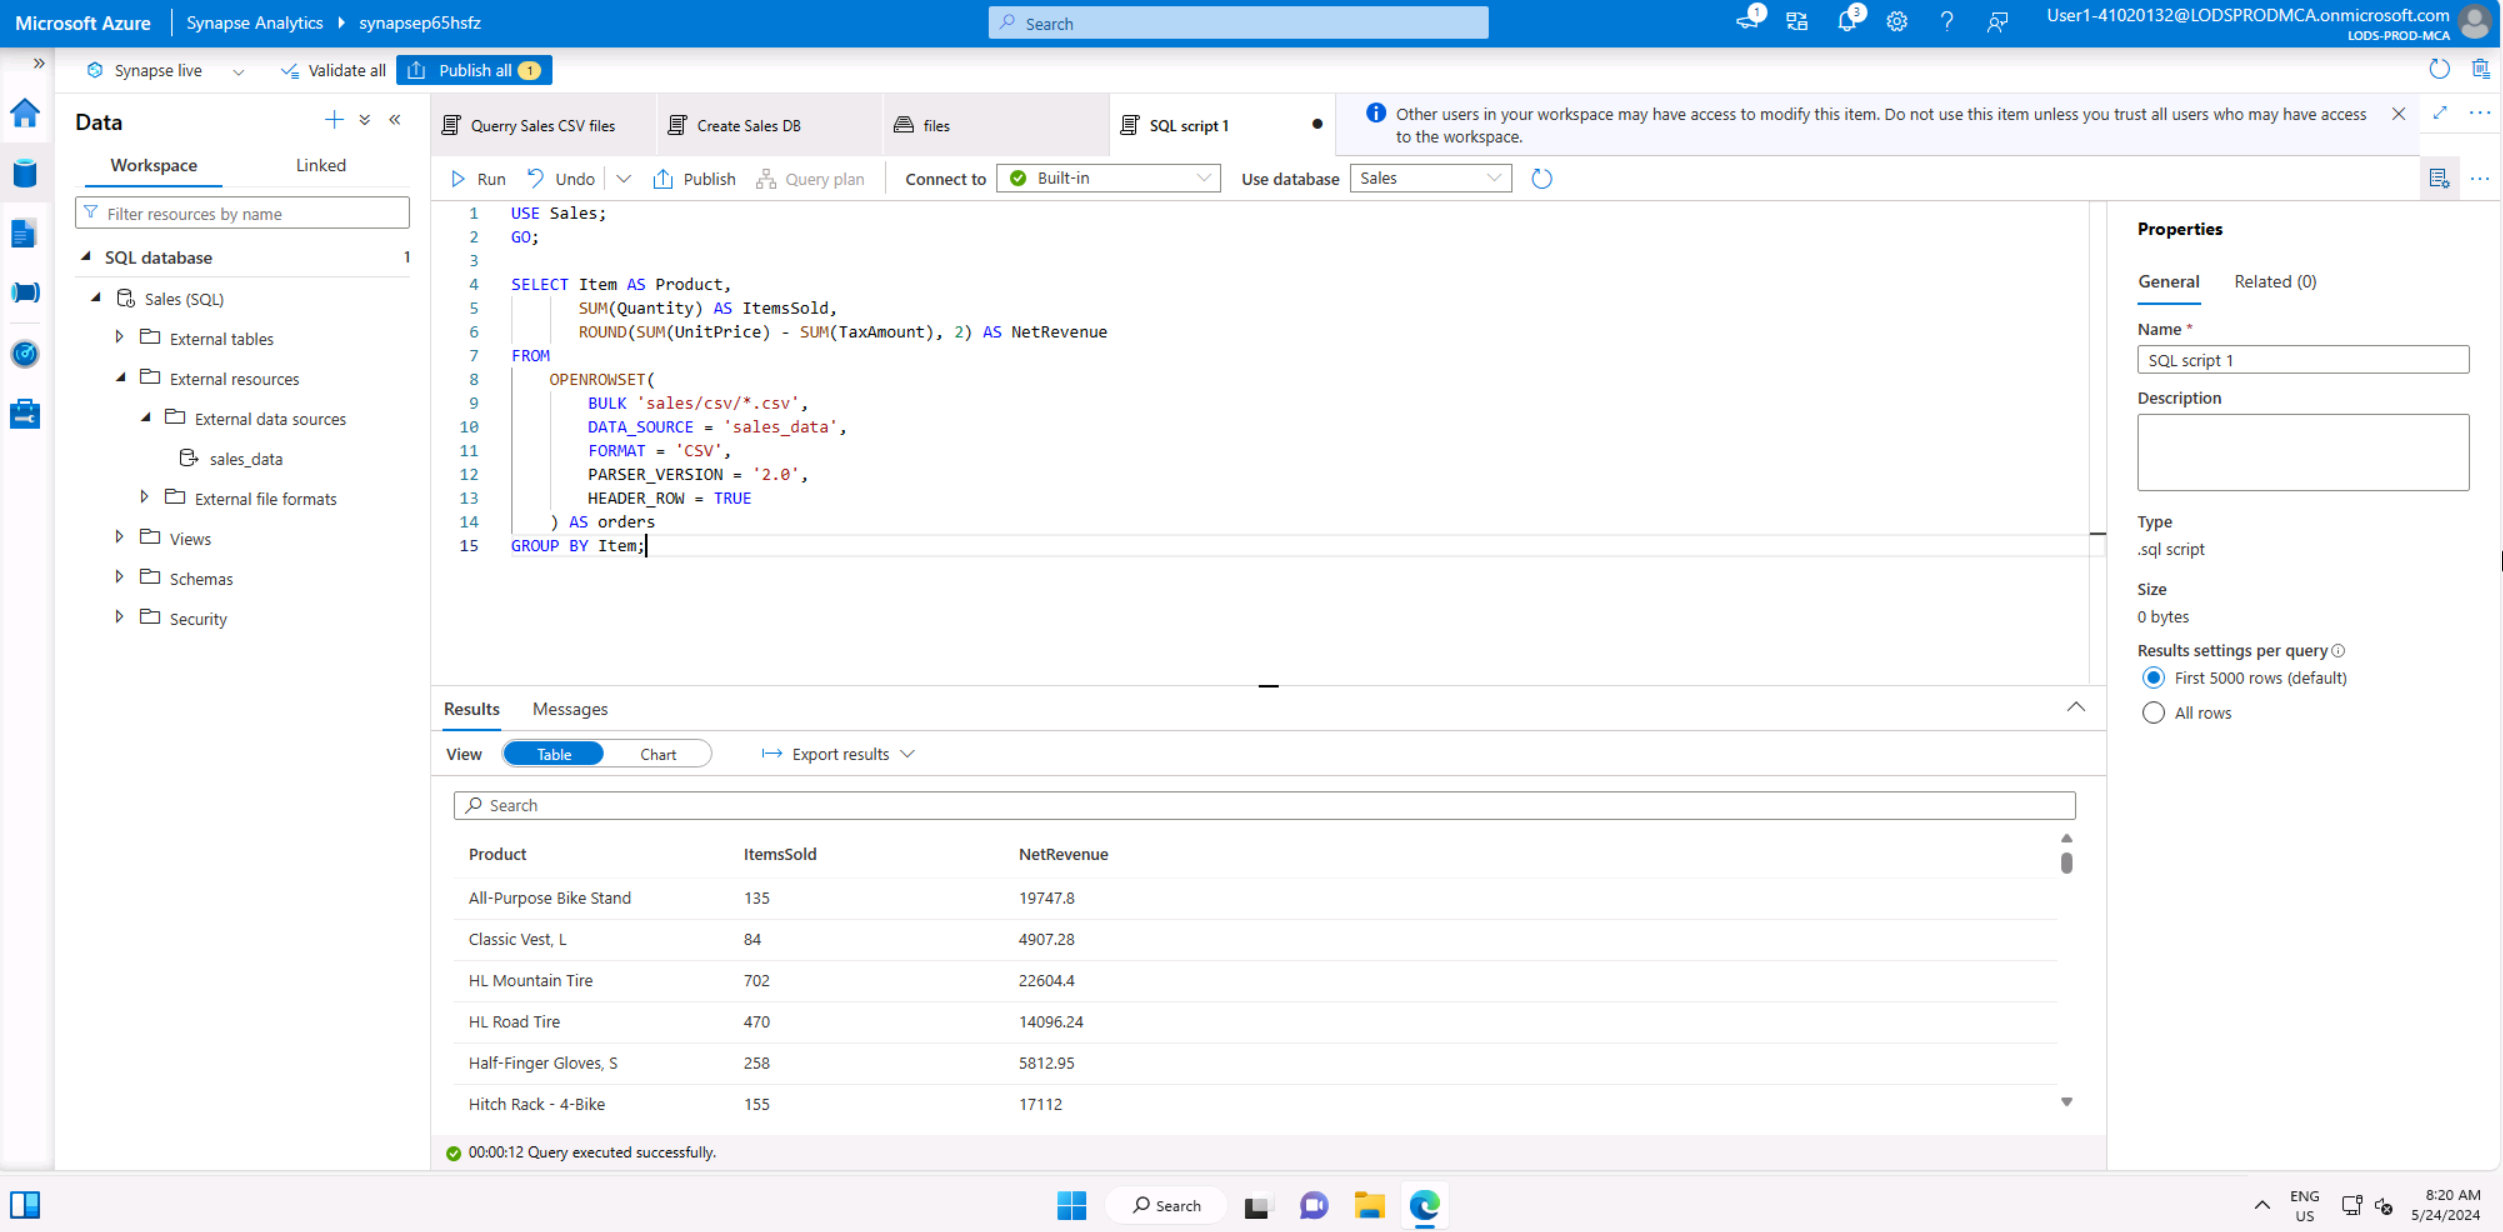 Microsoft Azure
Synapse Analytics
synapsep65hsfz
Search
1
3
User1-41020132@LODSPRODMCA.onmicrosoft.com
LODS-PROD-MCA
Synapse live
Validate all
Publish all 1
Data
Workspace
Linked
Filter resources by name
SQL database 1
Sales (SQL)
External tables
External resources
External data sources
sales_data
External file formats
Views
Schemas
Security
Querry Sales CSV files
Create Sales DB
files
SQL script 1
Other users in your workspace may have access to modify this item. Do not use this item unless you trust all users who may have access
to the workspace.
Run
Undo
Publish
Query plan
Connect to
Built-in
Use database
Sales
1 USE Sales;
2 GO;
3
4 SELECT Item AS Product,
5 SUM(Quantity) AS ItemsSold,
6 ROUND(SUM(UnitPrice) - SUM(TaxAmount), 2) AS NetRevenue
7 FROM
8 OPENROWSET(
9 BULK 'sales/csv/*.csv',
10 DATA_SOURCE = 'sales_data',
11 FORMAT = 'CSV',
12 PARSER_VERSION = '2.0',
13 HEADER_ROW = TRUE
14 ) AS orders
15 GROUP BY Item;
Results
Messages
View
Table
Chart
Export results
Search
Product ItemsSold NetRevenue
All-Purpose Bike Stand 135 19747.8
Classic Vest, L 84 4907.28
HL Mountain Tire 702 22604.4
HL Road Tire 470 14096.24
Half-Finger Gloves, S 258 5812.95
Hitch Rack - 4-Bike 155 17112
00:00:12 Query executed successfully.
Properties
General
Related (0)
Name *
SQL script 1
Description
Type
.sql script
Size
0 bytes
Results settings per query
First 5000 rows (default)
All rows
Search
ENG
US
8:20 AM
5/24/2024